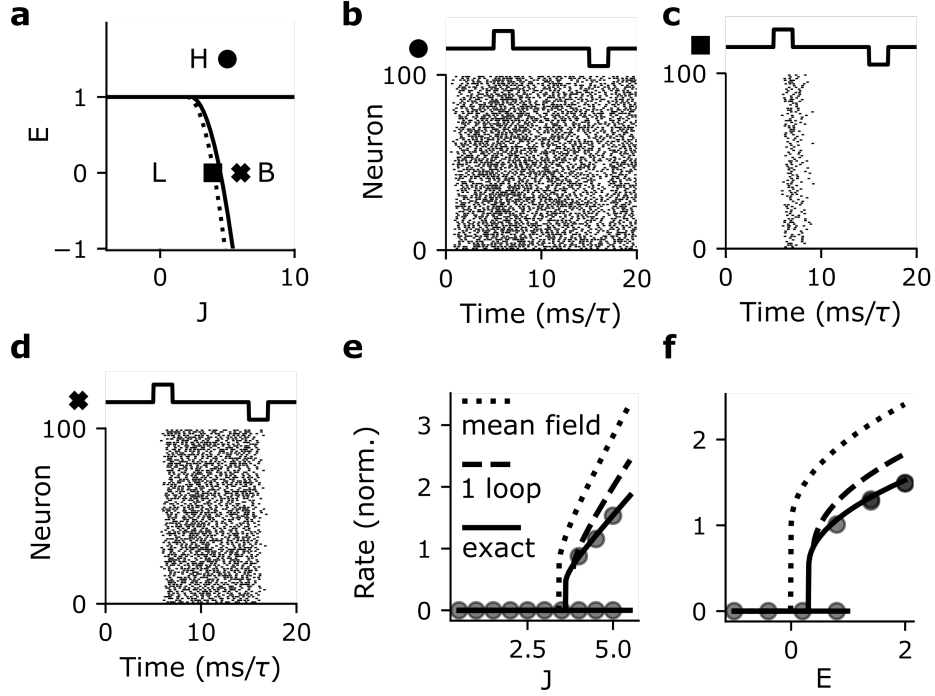 a
H
1
E
L
B
0
−1
0
10
J
b
100
Neuron
0
0
10
20
Time (ms/τ)
c
100
0
0
10
20
Time (ms/τ)
d
100
Neuron
0
0
20
Time (ms/τ)
e
3
mean field
2
1 loop
Rate (norm.)
1
exact
0
2.5
5.0
J
f
2
1
0
0
2
E